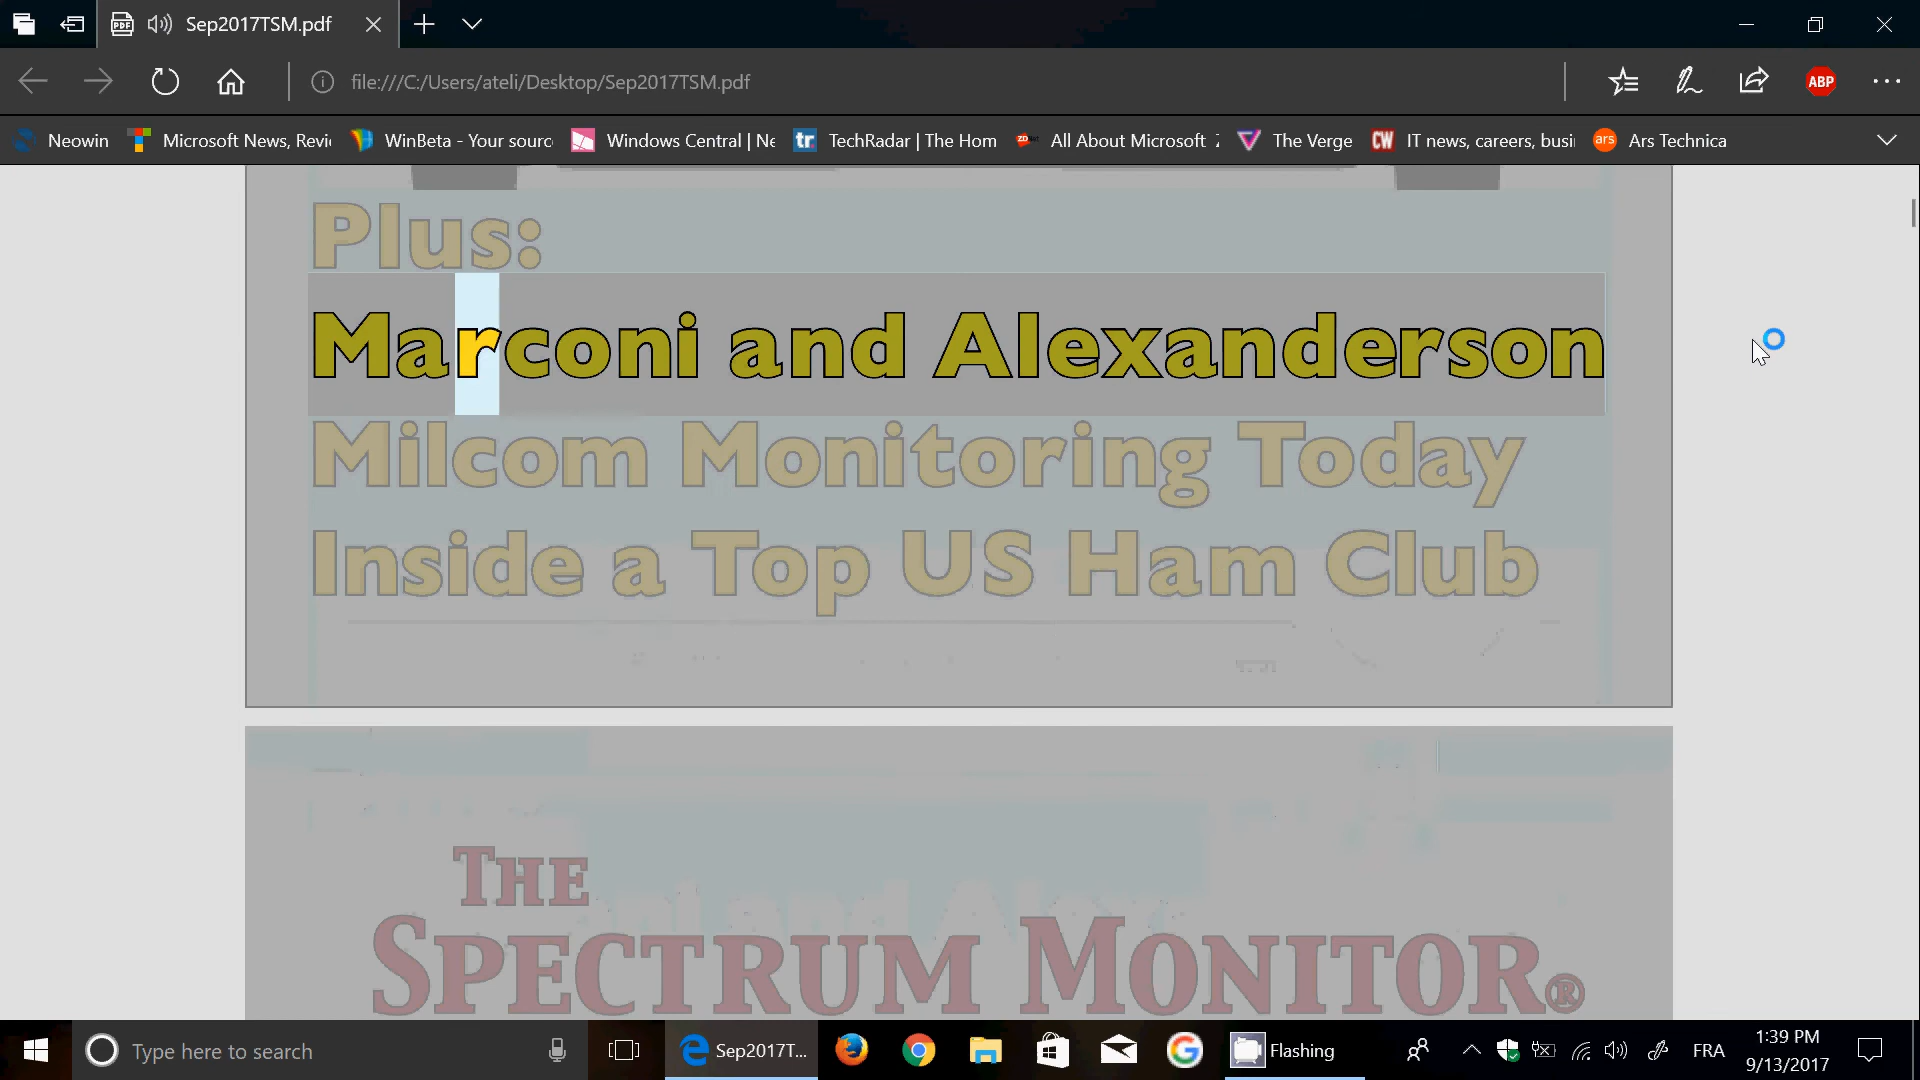 Sep2017TSM.pdf
file:///C:/Users/ateli/Desktop/Sep2017TSM.pdf
ABP
Neowin
Microsoft News, Revi
WinBeta - Your sourc
tr
TechRadar | The Hom
All About Microsoft
The Verge
CW
IT news, careers, busi
ars
Ars Technica
Plus:
Marconi and Alexanderson
Milcom Monitoring Today
Inside a Top US Ham Club
THE
SPECTRUM MONITOR®
Type here to search
Sep2017T...
Flashing
FRA
1:39 PM
9/13/2017